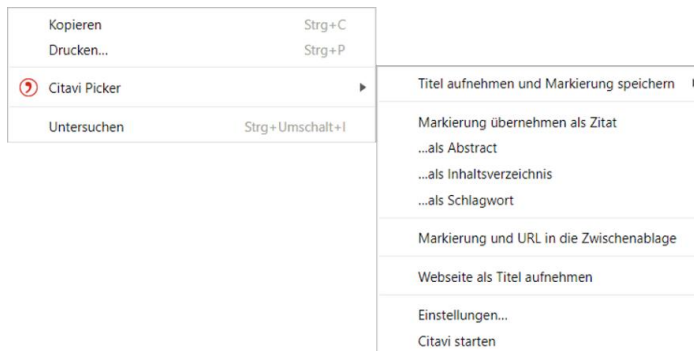 Kopieren Strg+C
Drucken... Strg+P
Citavi Picker
Untersuchen Strg+Umschalt+I
Titel aufnehmen und Markierung speichern
Markierung übernehmen als Zitat
...als Abstract
...als Inhaltsverzeichnis
...als Schlagwort
Markierung und URL in die Zwischenablage
Webseite als Titel aufnehmen
Einstellungen...
Citavi starten